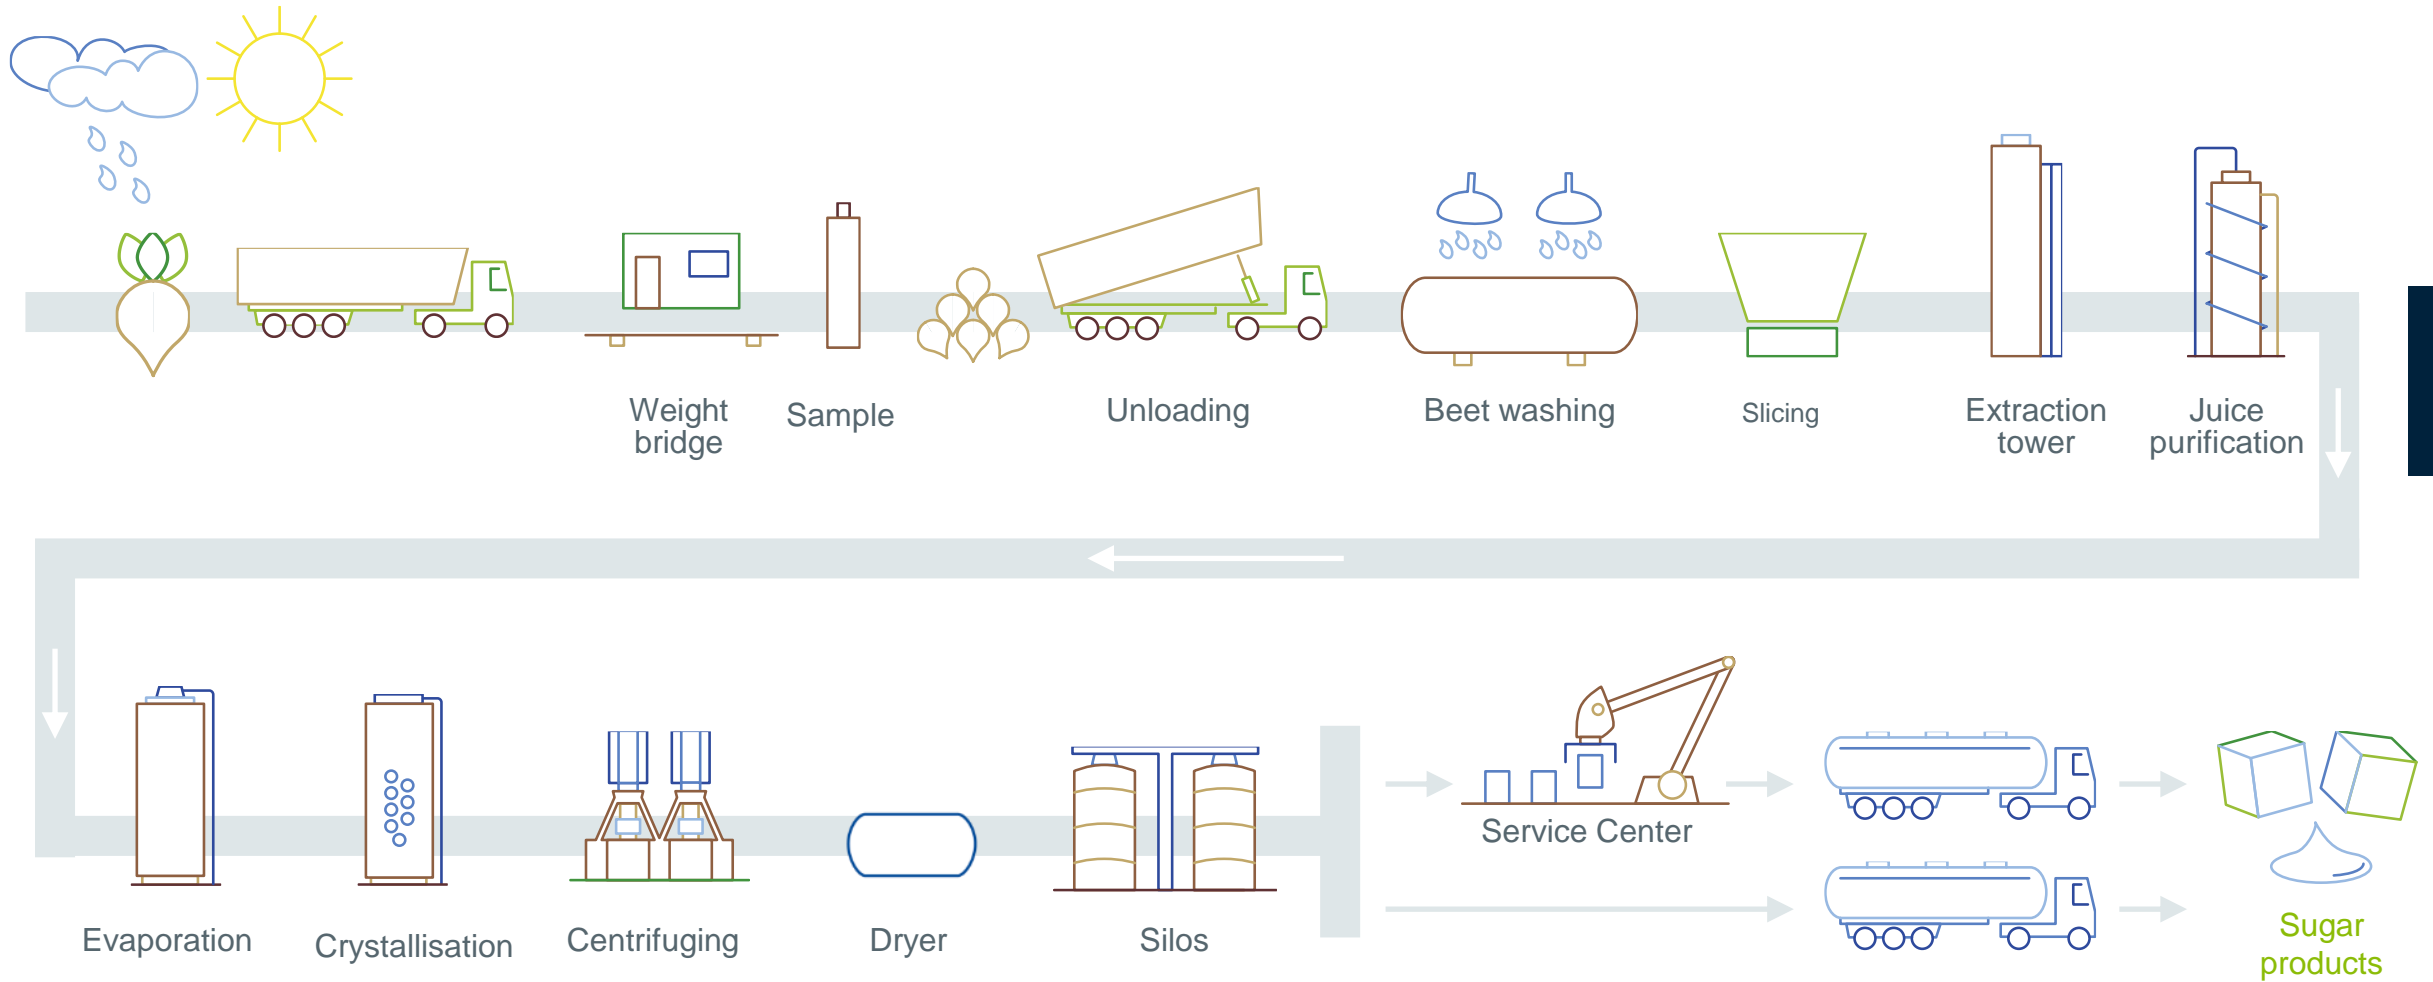 Weight
bridge
Sample
Unloading
Beet washing
Slicing
Extraction
tower
Juice
purification
Service Center
Evaporation
Crystallisation
Centrifuging
Dryer
Silos
Sugar
products